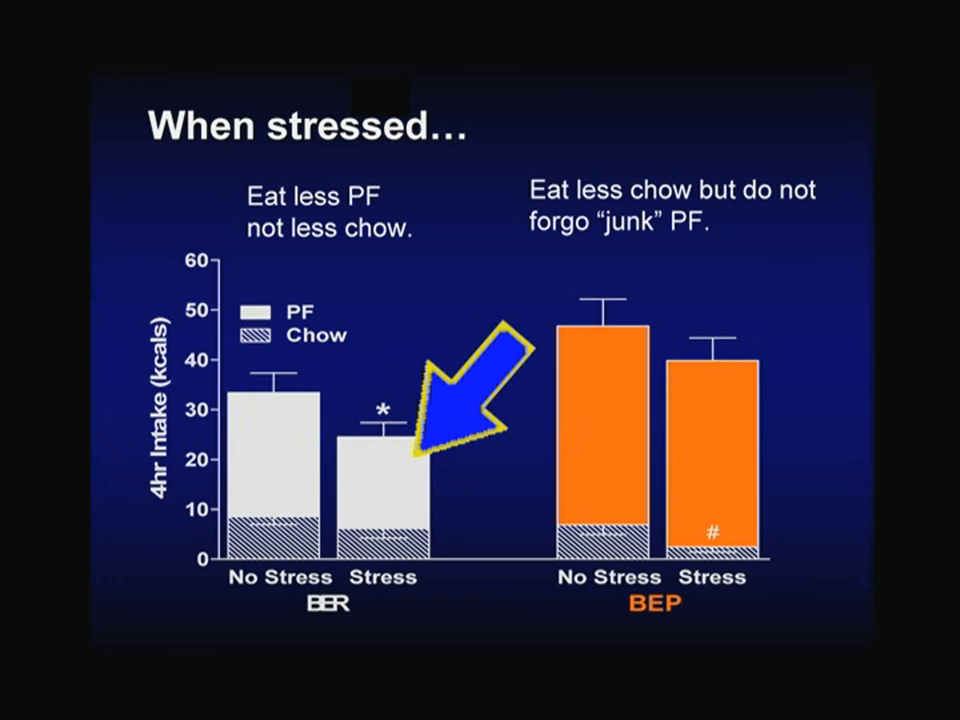 When stressed...
Eat less PF
not less chow.
Eat less chow but do not
forgo “junk” PF.
60
50
40
30
20
10
0
4hr Intake (kcals)
PF
Chow
*
#
No Stress Stress
No Stress Stress
BER
BEP